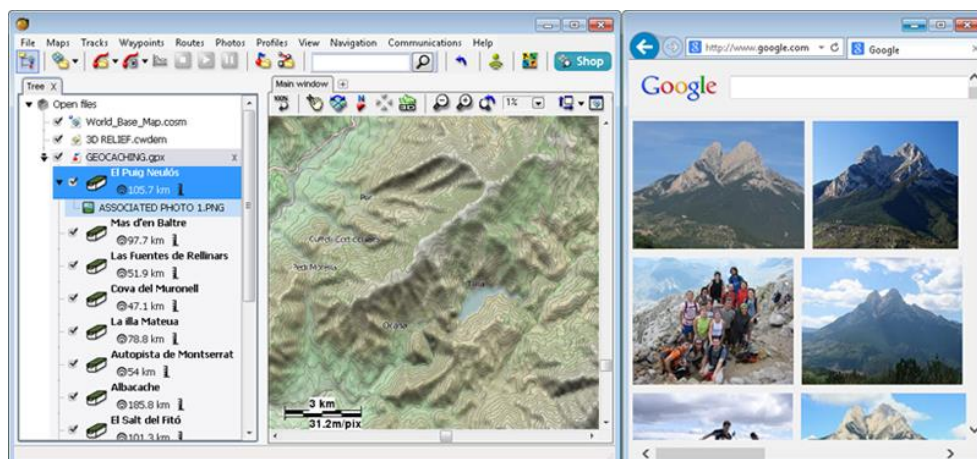 File Maps Tracks Waypoints Routes Photos Profiles View Navigation Communications Help
Shop
Tree X
Open files
World_Base_Map.cosm
3D RELIEF.cwdem
GEOCACHING.gpx x
El Puig Neulós
105.7 km
ASSOCIATED PHOTO 1.PNG
Mas d'en Baltre
97.7 km
Las Fuentes de Rellinars
51.9 km
Cova del Muronell
47.1 km
La illa Mateua
78.8 km
Autopista de Montserrat
54 km
Albacache
185.8 km
El Salt del Fitó
101.3 km
Main window
100%
1%
Ocaña
3 km
31.2m/pix
http://www.google.com
Google
Google